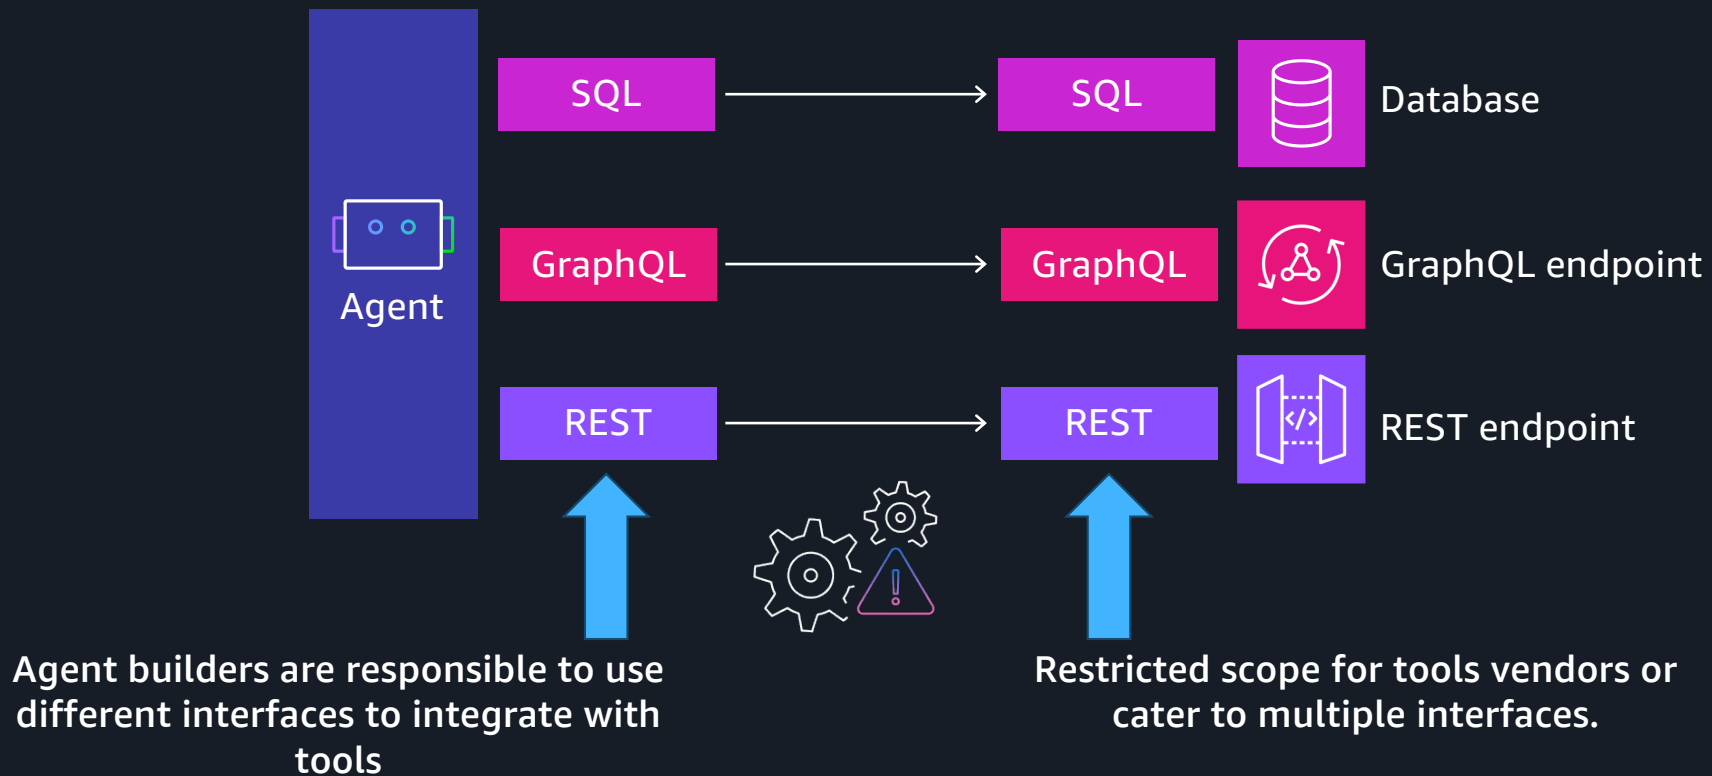 SQL
SQL
Database
GraphQL
GraphQL
GraphQL endpoint
Agent
REST
</>
REST
REST endpoint
Agent builders are responsible to use
different interfaces to integrate with
tools
Restricted scope for tools vendors or
cater to multiple interfaces.